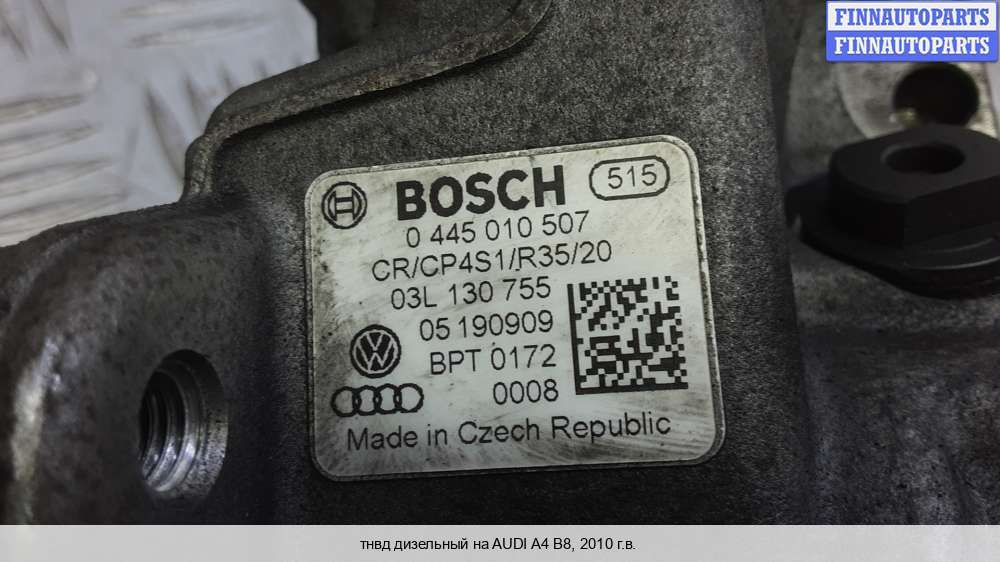 FINNAUTOPARTS
FINNAUTOPARTS
BOSCH 515
0 445 010 507
CR/CP4S1/R35/20
03L 130 755
05 190909
BPT 0172
0008
Made in Czech Republic
тнвд дизельный на AUDI A4 B8, 2010 г.в.